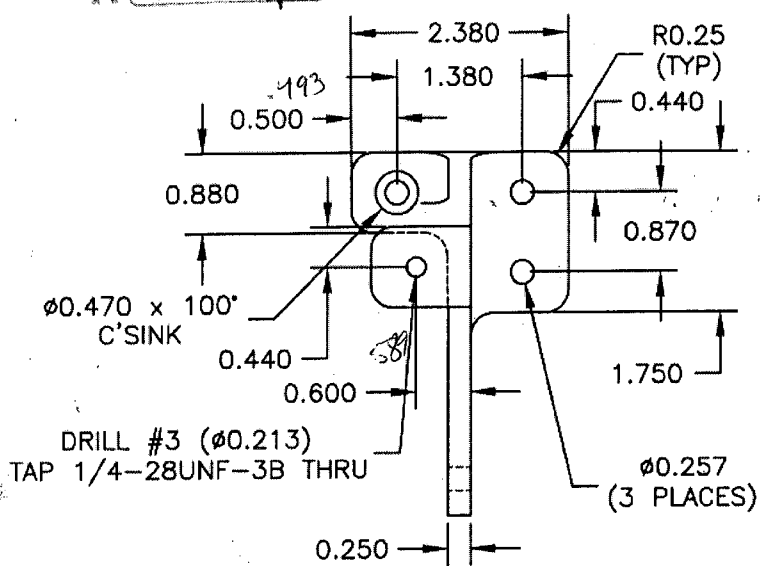 2.380
R0.25
(TYP)
1.380
.493
0.440
0.500
0.880
0.870
ø0.470 x 100°
C'SINK
0.440
.589
0.600
1.750
DRILL #3 (ø0.213)
TAP 1/4-28UNF-3B THRU
ø0.257
(3 PLACES)
0.250